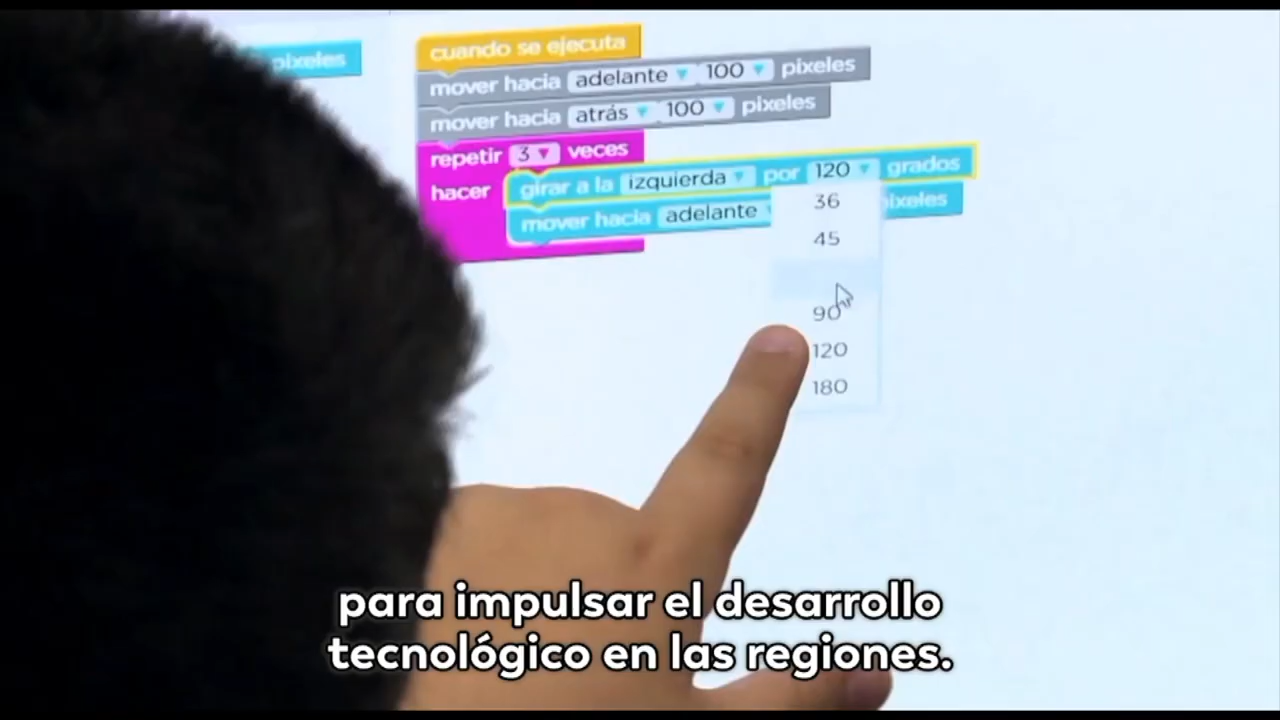 pixeles
cuando se ejecuta
mover hacia adelante 100 pixeles
mover hacia atrás 100 pixeles
repetir 3 veces
hacer girar a la izquierda por 120 grados
mover hacia adelante pixeles
36
45
90
120
180
para impulsar el desarrollo
tecnológico en las regiones.